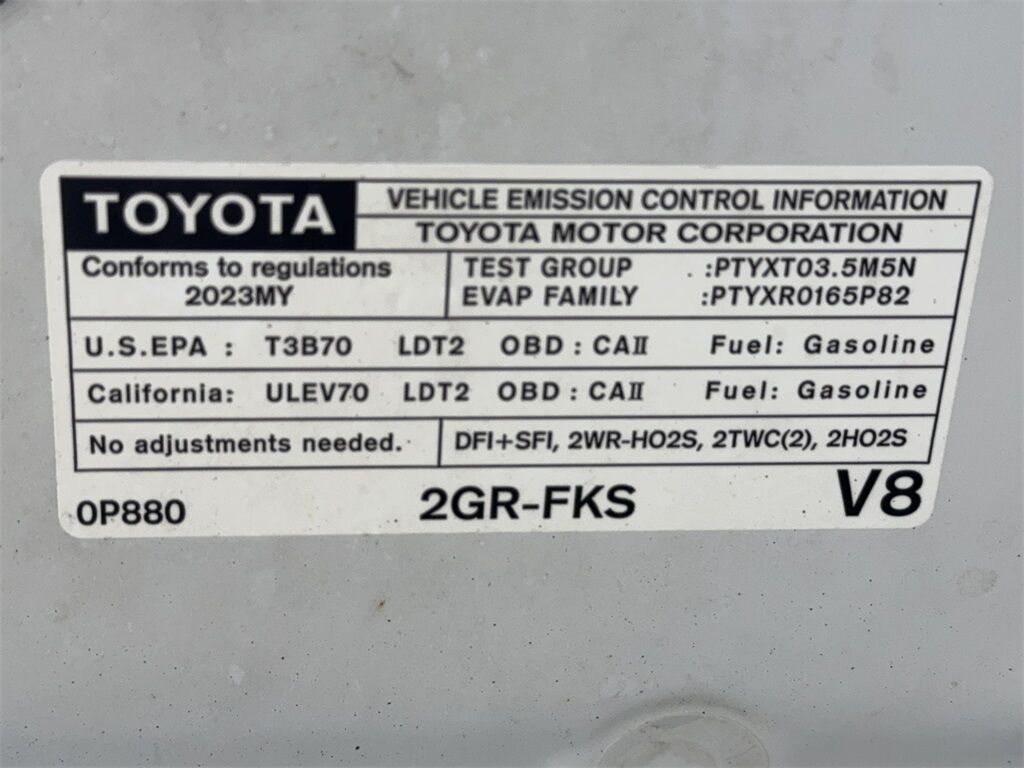 TOYOTA
VEHICLE EMISSION CONTROL INFORMATION
TOYOTA MOTOR CORPORATION
Conforms to regulations
2023MY
TEST GROUP . :PTYXT03.5M5N
EVAP FAMILY :PTYXR0165P82
U.S.EPA : T3B70 LDT2 OBD : CAⅡ Fuel: Gasoline
California: ULEV70 LDT2 OBD : CAⅡ Fuel: Gasoline
No adjustments needed.
DFI+SFI, 2WR-HO2S, 2TWC(2), 2HO2S
0P880
2GR-FKS
V8